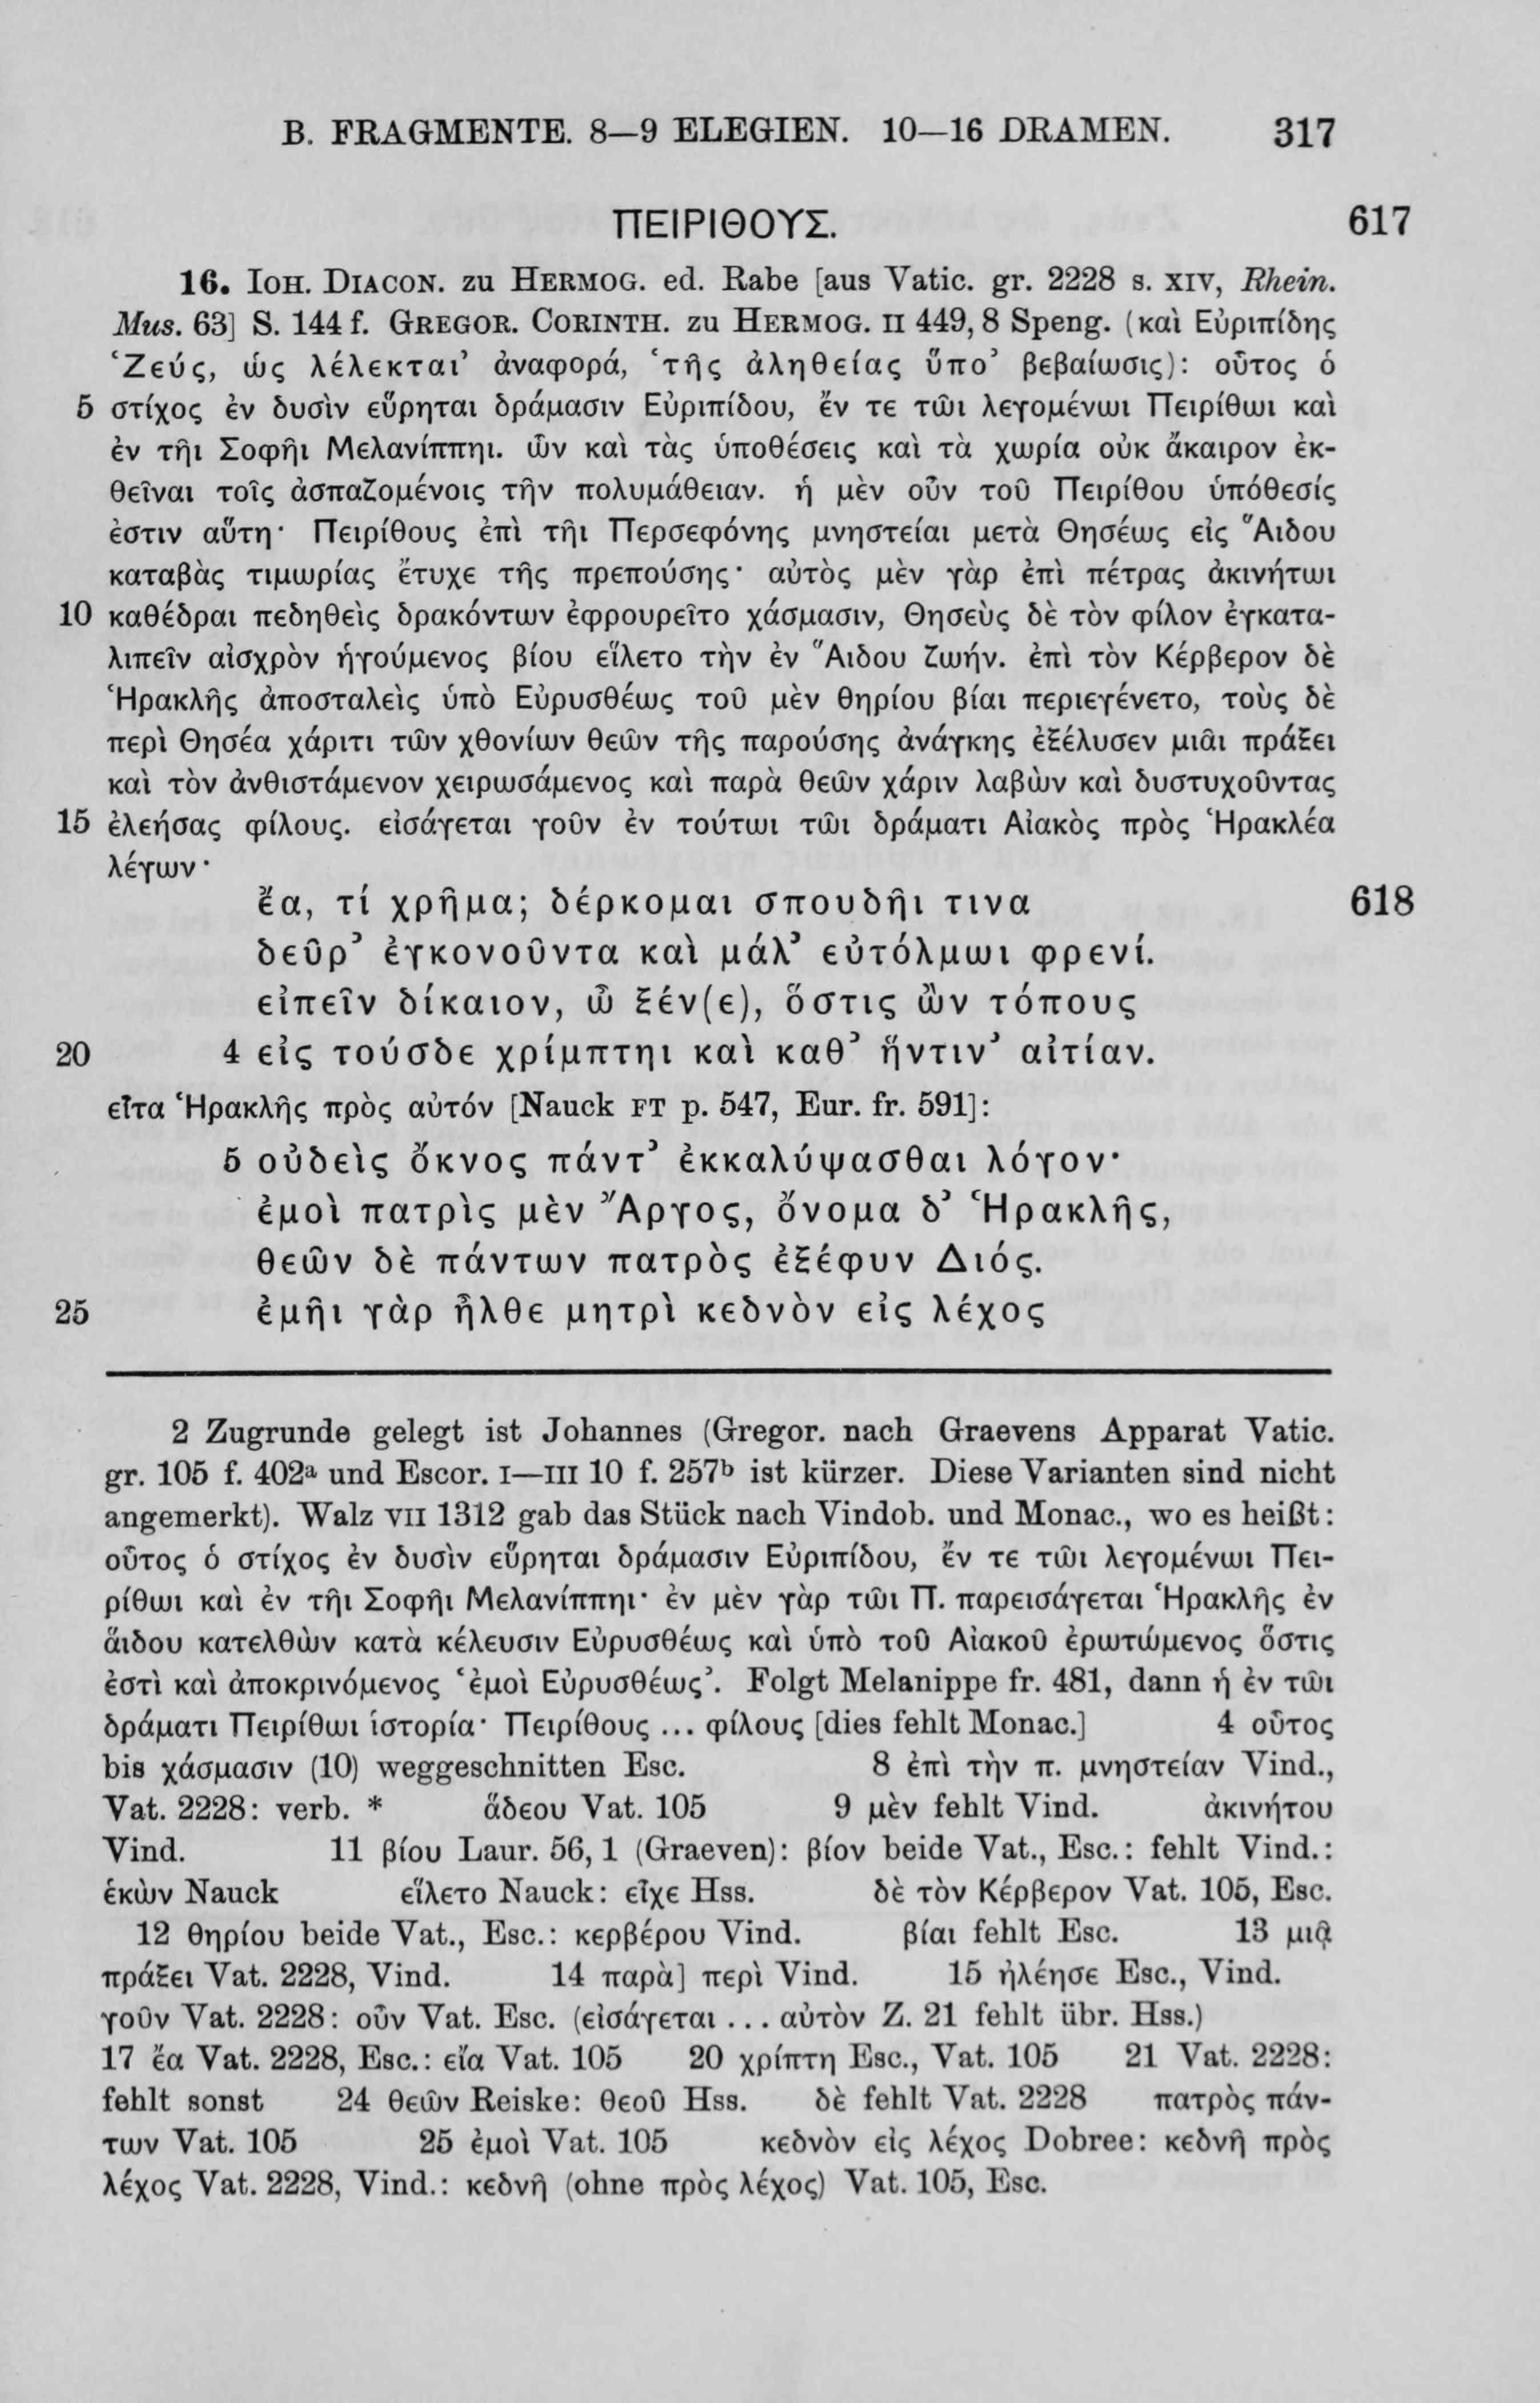 B. FRAGMENTE. 8—9 ELEGIEN. 10—16 DRAMEN. 317
ΠΕΙΡΙΘΟΥΣ. 617
16. IOH. DIACON. zu HERMOG. ed. Rabe [aus Vatic. gr. 2228 s. XIV, Rhein.
Mus. 63] S. 144 f. GREGOR. CORINTH. zu HERMOG. II 449, 8 Speng. (καὶ Εὐριπίδης
‘Ζεύς, ὡς λέλεκται’ ἀναφορά, ‘τῆς ἀληθείας ὕπο’ βεβαίωσις): οὗτος ὁ
5 στίχος ἐν δυσὶν εὕρηται δράμασιν Εὐριπίδου, ἔν τε τῶι λεγομένωι Πειρίθωι καὶ
ἐν τῆι Σοφῆι Μελανίππηι. ὧν καὶ τὰς ὑποθέσεις καὶ τὰ χωρία οὐκ ἄκαιρον ἐκ-
θεῖναι τοῖς ἀσπαζομένοις τὴν πολυμάθειαν. ἡ μὲν οὖν τοῦ Πειρίθου ὑπόθεσίς
ἐστιν αὕτη· Πειρίθους ἐπὶ τῆι Περσεφόνης μνηστείαι μετὰ Θησέως εἰς Ἅιδου
καταβὰς τιμωρίας ἔτυχε τῆς πρεπούσης· αὐτὸς μὲν γὰρ ἐπὶ πέτρας ἀκινήτωι
10 καθέδραι πεδηθεὶς δρακόντων ἐφρουρεῖτο χάσμασιν, Θησεὺς δὲ τὸν φίλον ἐγκατα-
λιπεῖν αἰσχρὸν ἡγούμενος βίου εἵλετο τὴν ἐν Ἅιδου ζωήν. ἐπὶ τὸν Κέρβερον δὲ
Ἡρακλῆς ἀποσταλεὶς ὑπὸ Εὐρυσθέως τοῦ μὲν θηρίου βίαι περιεγένετο, τοὺς δὲ
περὶ Θησέα χάριτι τῶν χθονίων θεῶν τῆς παρούσης ἀνάγκης ἐξέλυσεν μιᾶι πράξει
καὶ τὸν ἀνθιστάμενον χειρωσάμενος καὶ παρὰ θεῶν χάριν λαβὼν καὶ δυστυχοῦντας
15 ἐλεήσας φίλους. εἰσάγεται γοῦν ἐν τούτωι τῶι δράματι Αἰακὸς πρὸς Ἡρακλέα
λέγων·
ἔα, τί χρῆμα; δέρκομαι σπουδῆι τινα 618
δεῦρ’ ἐγκονοῦντα καὶ μάλ’ εὐτόλμωι φρενί.
εἰπεῖν δίκαιον, ὦ ξέν(ε), ὅστις ὢν τόπους
20 4 εἰς τούσδε χρίμπτηι καὶ καθ’ ἥντιν’ αἰτίαν.
εἶτα Ἡρακλῆς πρὸς αὐτόν [Nauck FT p. 547, Eur. fr. 591]:
5 οὐδεὶς ὄκνος πάντ’ ἐκκαλύψασθαι λόγον·
ἐμοὶ πατρὶς μὲν Ἄργος, ὄνομα δ’ Ἡρακλῆς,
θεῶν δὲ πάντων πατρὸς ἐξέφυν Διός.
25 ἐμῆι γὰρ ἦλθε μητρὶ κεδνὸν εἰς λέχος
2 Zugrunde gelegt ist Johannes (Gregor. nach Graevens Apparat Vatic.
gr. 105 f. 402ᵃ und Escor. I—III 10 f. 257ᵇ ist kürzer. Diese Varianten sind nicht
angemerkt). Walz VII 1312 gab das Stück nach Vindob. und Monac., wo es heißt:
οὗτος ὁ στίχος ἐν δυσὶν εὕρηται δράμασιν Εὐριπίδου, ἔν τε τῶι λεγομένωι Πει-
ρίθωι καὶ ἐν τῆι Σοφῆι Μελανίππηι· ἐν μὲν γὰρ τῶι Π. παρεισάγεται Ἡρακλῆς ἐν
ἅιδου κατελθὼν κατὰ κέλευσιν Εὐρυσθέως καὶ ὑπὸ τοῦ Αἰακοῦ ἐρωτώμενος ὅστις
ἐστὶ καὶ ἀποκρινόμενος ‘ἐμοὶ Εὐρυσθέως’. Folgt Melanippe fr. 481, dann ἡ ἐν τῶι
δράματι Πειρίθωι ἱστορία· Πειρίθους ... φίλους [dies fehlt Monac.] 4 οὗτος
bis χάσμασιν (10) weggeschnitten Esc. 8 ἐπὶ τὴν π. μνηστείαν Vind.,
Vat. 2228: verb. * ἅδεου Vat. 105 9 μὲν fehlt Vind. ἀκινήτου
Vind. 11 βίου Laur. 56, 1 (Graeven): βίον beide Vat., Esc.: fehlt Vind.:
ἑκὼν Nauck εἵλετο Nauck: εἶχε Hss. δὲ τὸν Κέρβερον Vat. 105, Esc.
12 θηρίου beide Vat., Esc.: κερβέρου Vind. βίαι fehlt Esc. 13 μιᾷ
πράξει Vat. 2228, Vind. 14 παρὰ] περὶ Vind. 15 ἠλέησε Esc., Vind.
γοῦν Vat. 2228: οὖν Vat. Esc. (εἰσάγεται ... αὐτὸν Z. 21 fehlt übr. Hss.)
17 ἔα Vat. 2228, Esc.: εἴα Vat. 105 20 χρίπτη Esc., Vat. 105 21 Vat. 2228:
fehlt sonst 24 θεῶν Reiske: θεοῦ Hss. δὲ fehlt Vat. 2228 πατρὸς πάν-
των Vat. 105 25 ἐμοὶ Vat. 105 κεδνὸν εἰς λέχος Dobree: κεδνῆ πρὸς
λέχος Vat. 2228, Vind.: κεδνῆ (ohne πρὸς λέχος) Vat. 105, Esc.